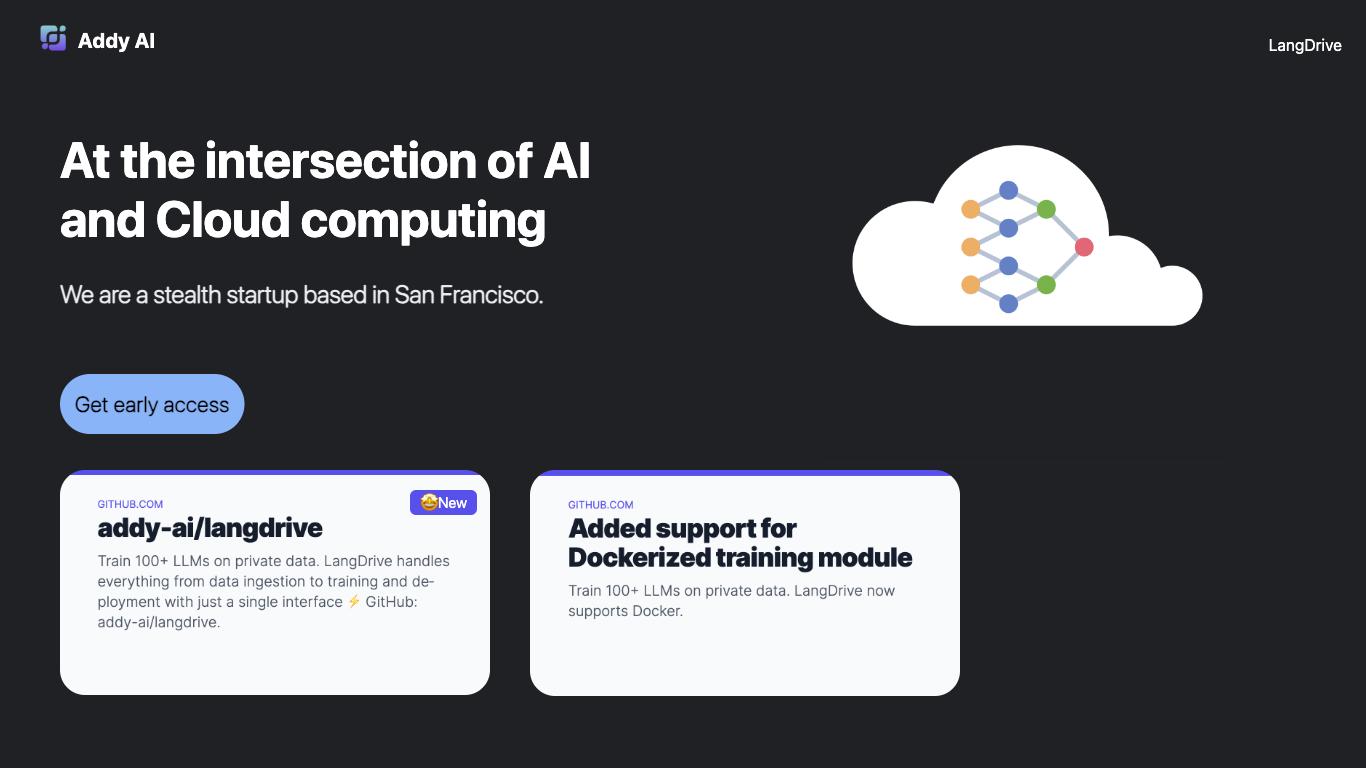 Addy AI
LangDrive
At the intersection of AI
and Cloud computing
We are a stealth startup based in San Francisco.
Get early access
GITHUB.COM
🤩New
addy-ai/langdrive
Train 100+ LLMs on private data. LangDrive handles
everything from data ingestion to training and de-
ployment with just a single interface ⚡ GitHub:
addy-ai/langdrive.
GITHUB.COM
Added support for
Dockerized training module
Train 100+ LLMs on private data. LangDrive now
supports Docker.